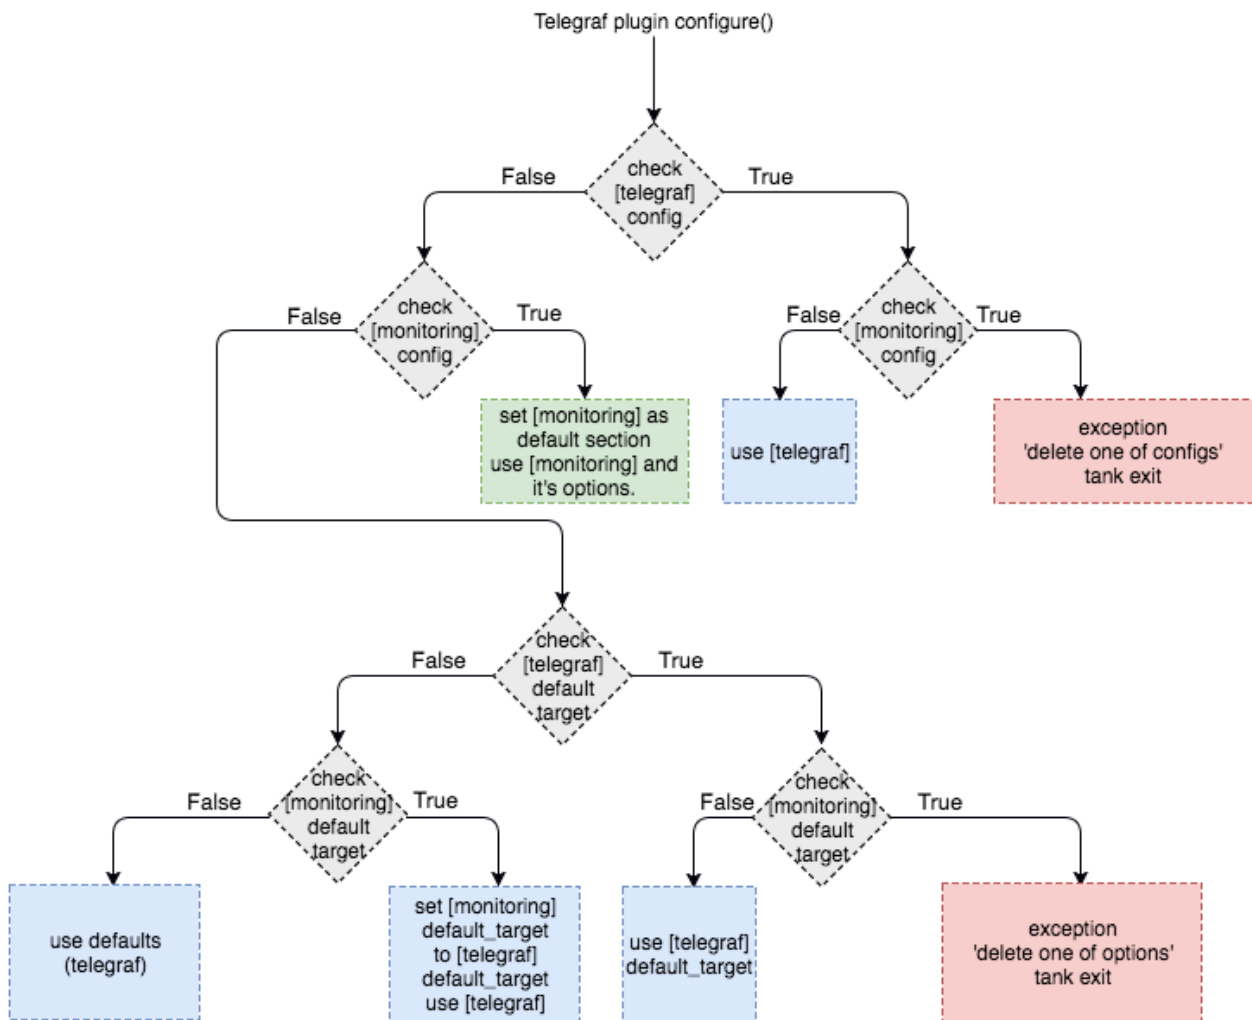 Telegraf plugin configure()
False
check
[telegraf]
config
True
False
check
[monitoring]
config
True
False
check
[monitoring]
config
True
set [monitoring] as
default section
use [monitoring] and
it's options.
use [telegraf]
exception
'delete one of configs'
tank exit
False
check
[telegraf]
default
target
True
False
check
[monitoring]
default
target
True
False
check
[monitoring]
default
target
True
use defaults
(telegraf)
set [monitoring]
default_target
to [telegraf]
default_target
use [telegraf]
use [telegraf]
default_target
exception
'delete one of options'
tank exit